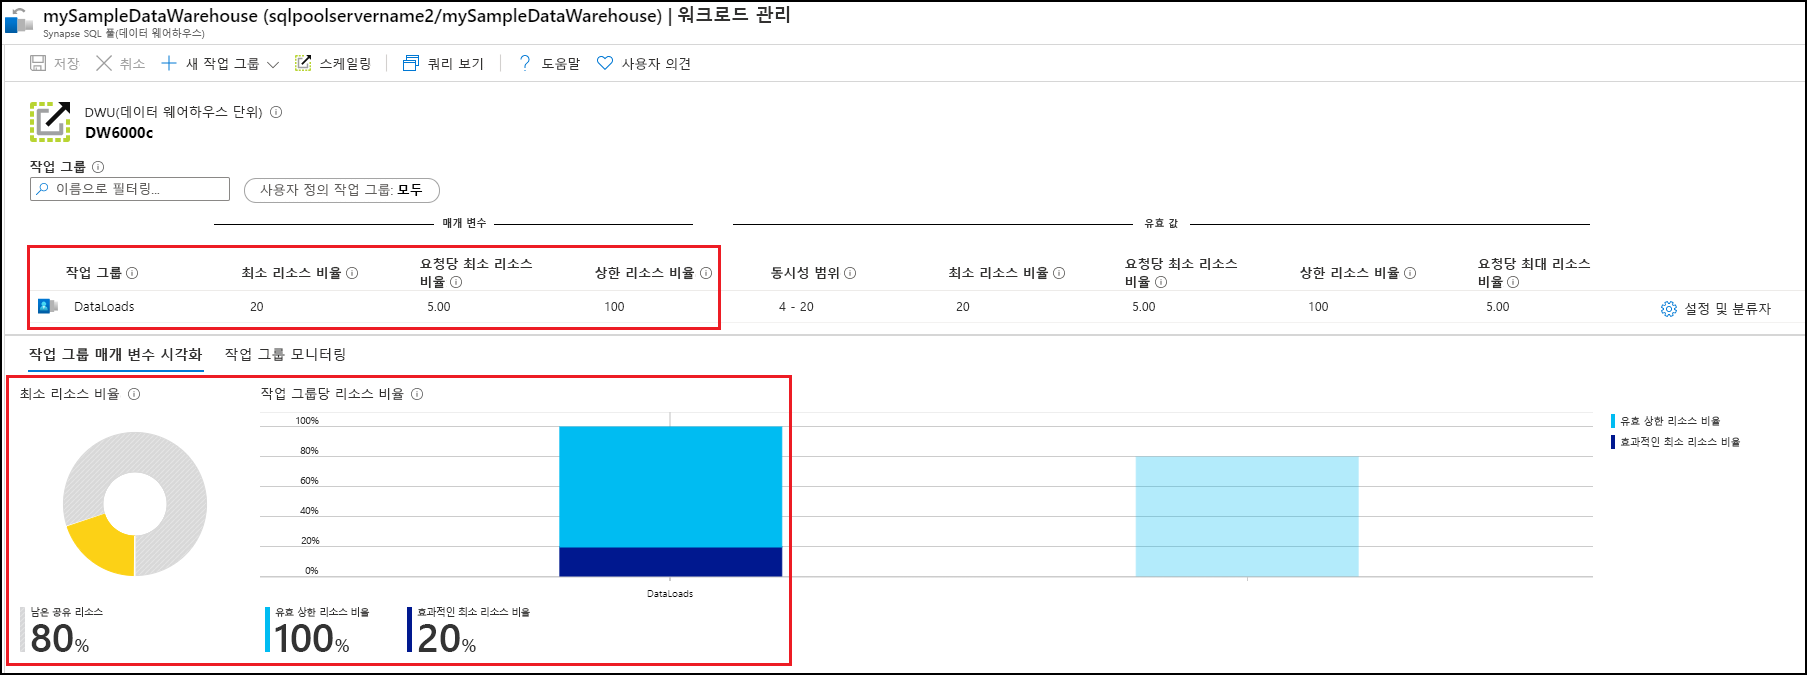 mySampleDataWarehouse (sqlpoolservername2/mySampleDataWarehouse) | 워크로드 관리
Synapse SQL 풀(데이터 웨어하우스)
저장 취소 새 작업 그룹 스케일링 쿼리 보기 도움말 사용자 의견
DWU(데이터 웨어하우스 단위)
DW6000c
작업 그룹
이름으로 필터링... 사용자 정의 작업 그룹: 모두
매개 변수 유효 값
작업 그룹 최소 리소스 비율 요청당 최소 리소스 비율 상한 리소스 비율 동시성 범위 최소 리소스 비율 요청당 최소 리소스 비율 상한 리소스 비율 요청당 최대 리소스 비율
DataLoads 20 5.00 100 4 - 20 20 5.00 100 5.00 설정 및 분류자
작업 그룹 매개 변수 시각화 작업 그룹 모니터링
최소 리소스 비율 작업 그룹당 리소스 비율
100%
80%
60%
40%
20%
0%
DataLoads
유효 상한 리소스 비율
효과적인 최소 리소스 비율
남은 공유 리소스 유효 상한 리소스 비율 효과적인 최소 리소스 비율
80% 100% 20%